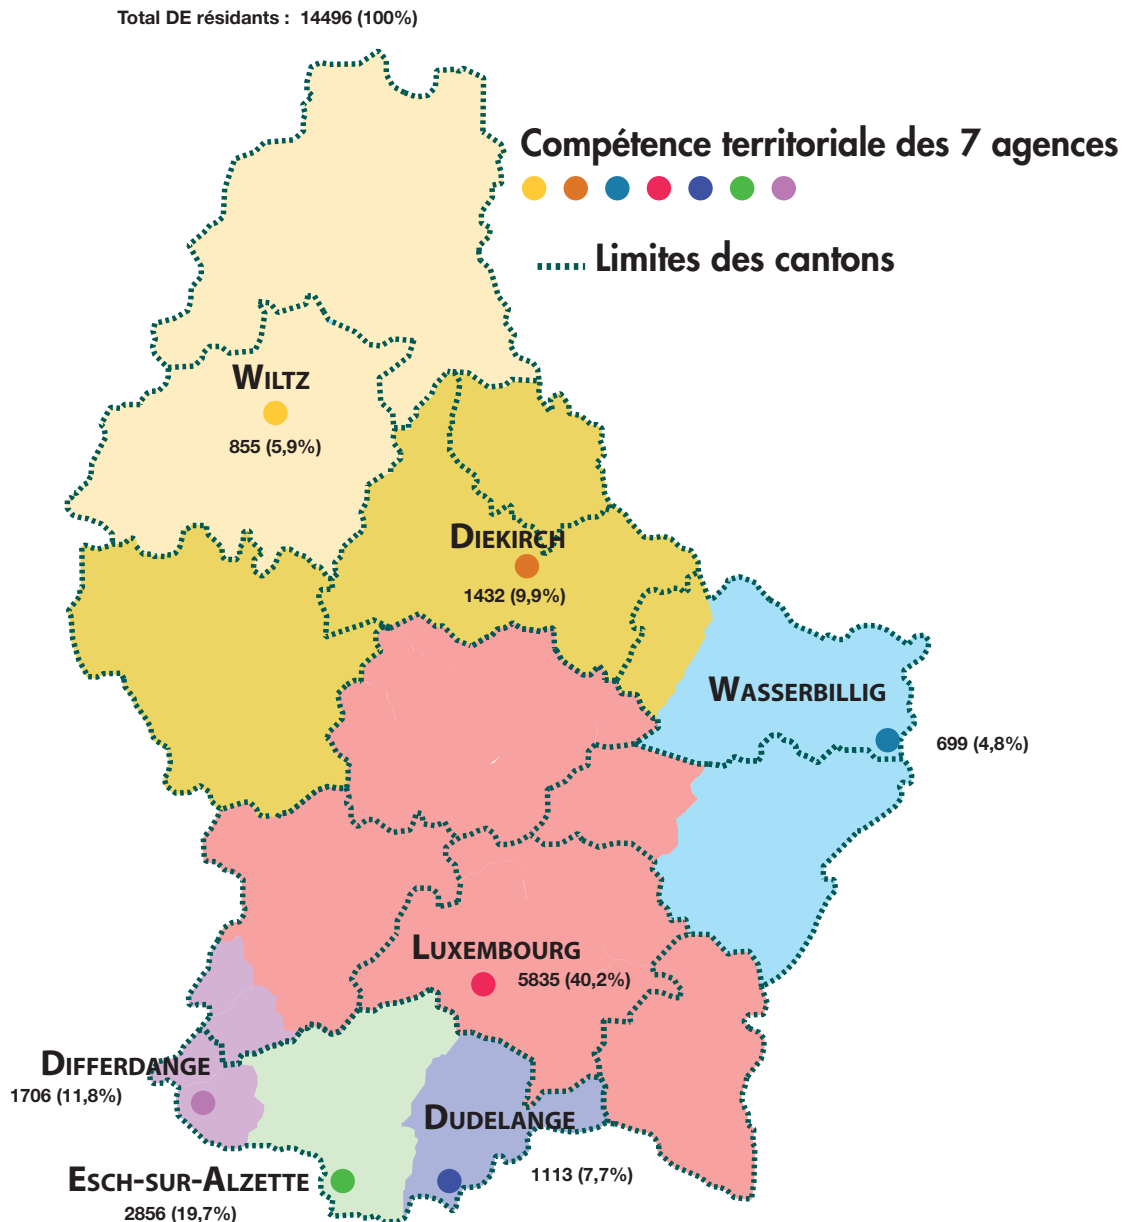 Total DE résidants : 14496 (100%)
Compétence territoriale des 7 agences
Limites des cantons
WILTZ
855 (5,9%)
DIEKIRCH
1432 (9,9%)
WASSERBILLIG
699 (4,8%)
LUXEMBOURG
5835 (40,2%)
DIFFERDANGE
1706 (11,8%)
DUDELANGE
1113 (7,7%)
ESCH-SUR-ALZETTE
2856 (19,7%)